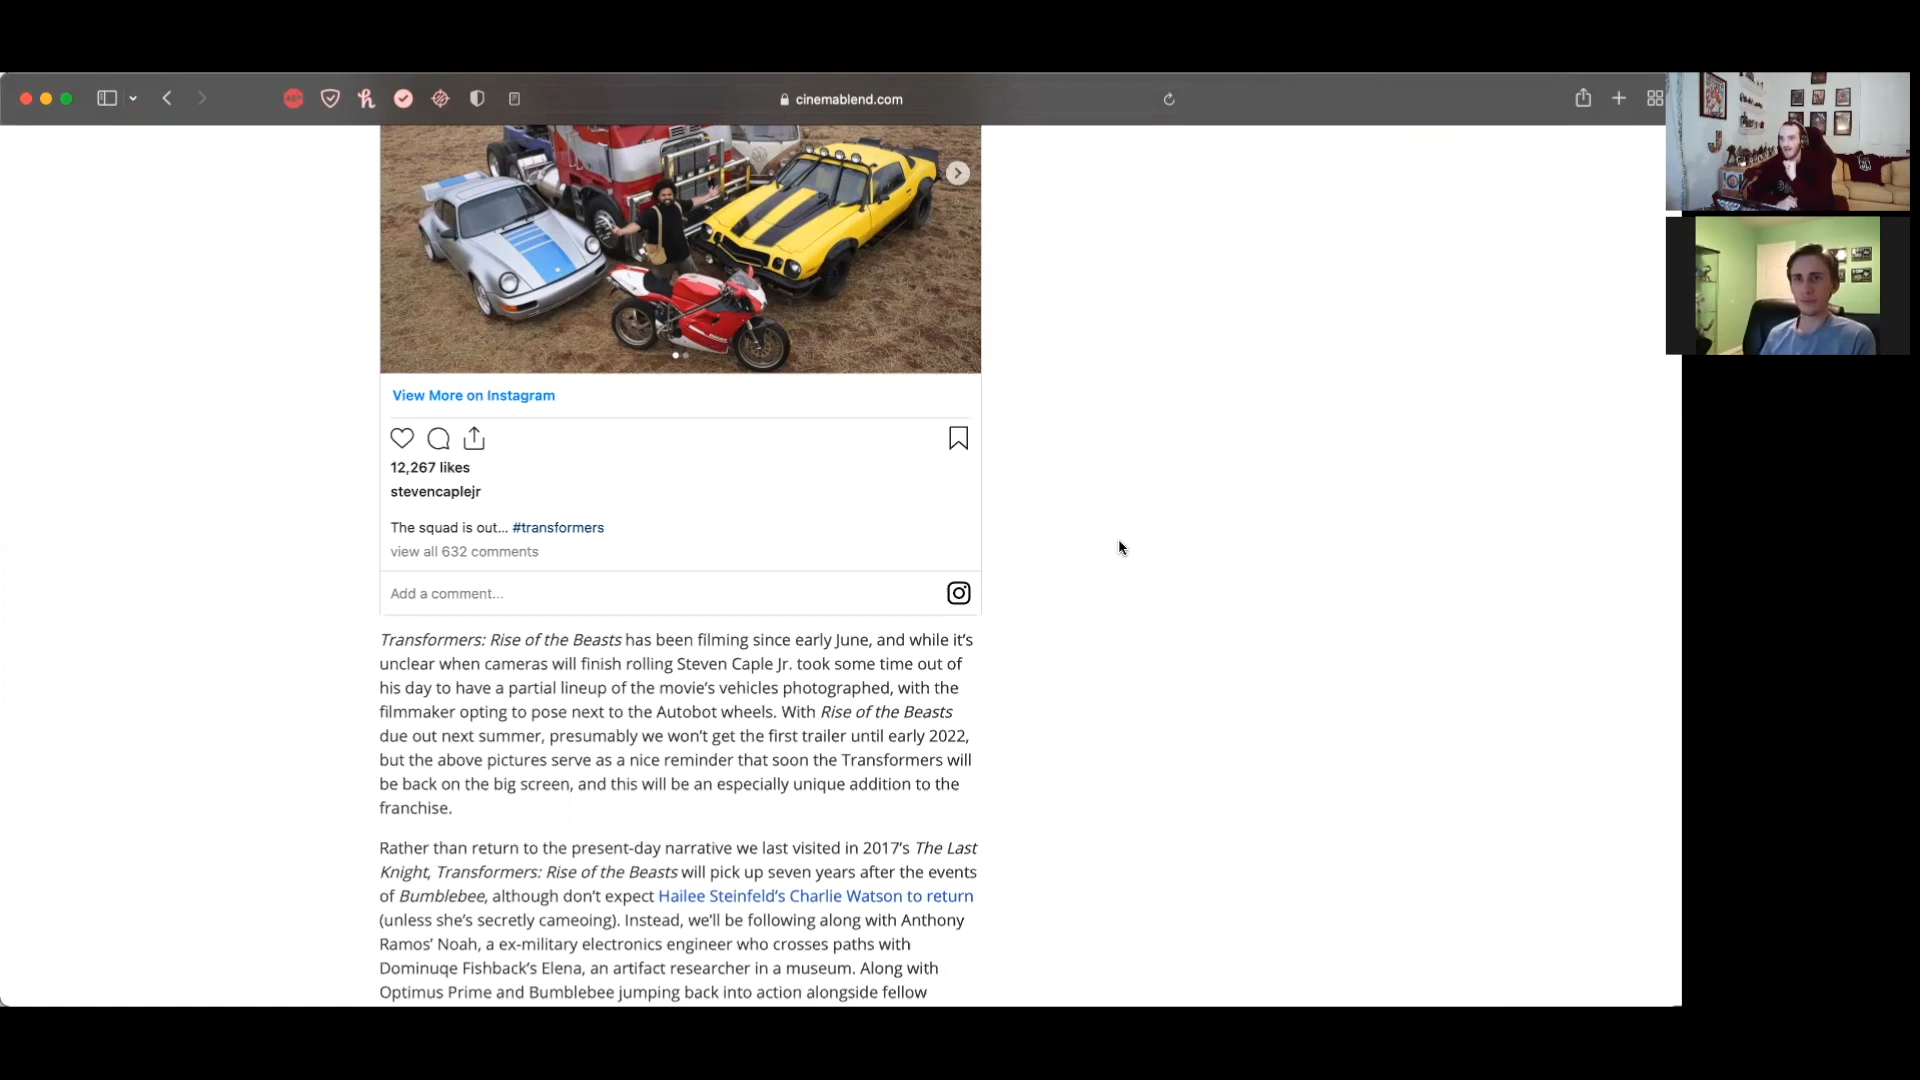 cinemablend.com
View More on Instagram
12,267 likes
stevencaplejr
The squad is out... #transformers
view all 632 comments
Add a comment...
Transformers: Rise of the Beasts has been filming since early June, and while it's
unclear when cameras will finish rolling Steven Caple Jr. took some time out of
his day to have a partial lineup of the movie's vehicles photographed, with the
filmmaker opting to pose next to the Autobot wheels. With Rise of the Beasts
due out next summer, presumably we won't get the first trailer until early 2022,
but the above pictures serve as a nice reminder that soon the Transformers will
be back on the big screen, and this will be an especially unique addition to the
franchise.
Rather than return to the present-day narrative we last visited in 2017's The Last
Knight, Transformers: Rise of the Beasts will pick up seven years after the events
of Bumblebee, although don't expect Hailee Steinfeld's Charlie Watson to return
(unless she's secretly cameoing). Instead, we'll be following along with Anthony
Ramos' Noah, a ex-military electronics engineer who crosses paths with
Dominuqe Fishback's Elena, an artifact researcher in a museum. Along with
Optimus Prime and Bumblebee jumping back into action alongside fellow